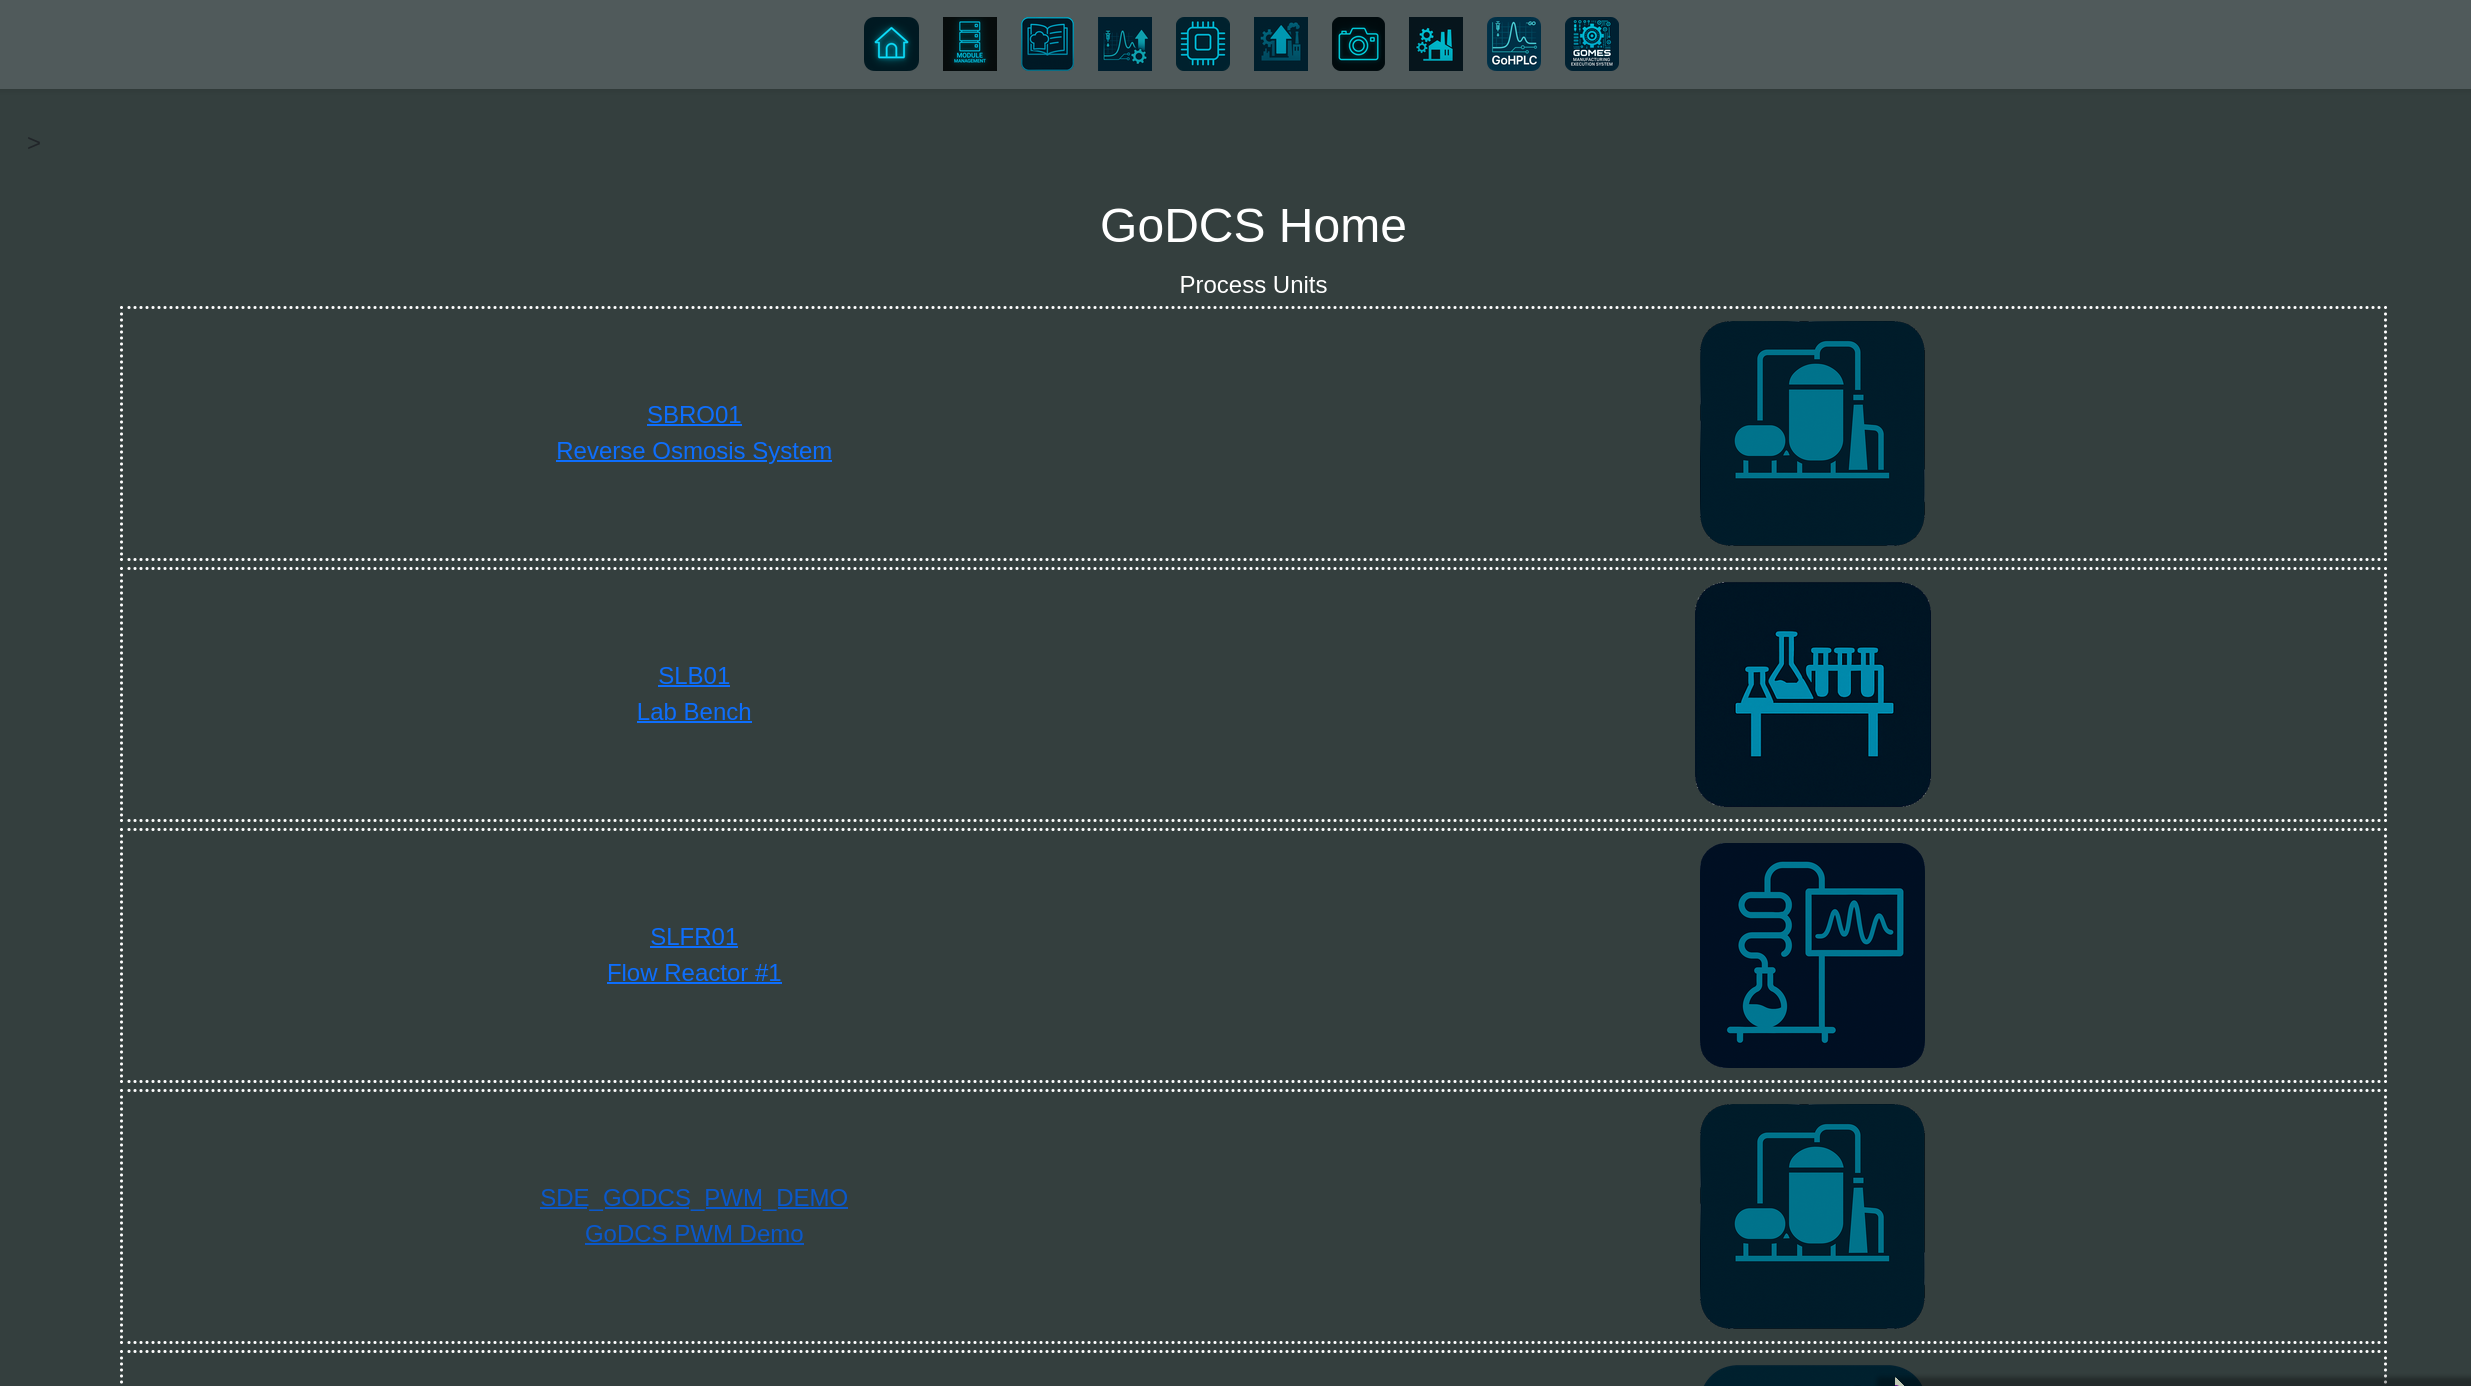 MODULE
MANAGEMENT
GoHPLC
GOMES
MANUFACTURING
EXECUTION SYSTEM
>
GoDCS Home
Process Units
SBRO01
Reverse Osmosis System
SLB01
Lab Bench
SLFR01
Flow Reactor #1
SDE_GODCS_PWM_DEMO
GoDCS PWM Demo